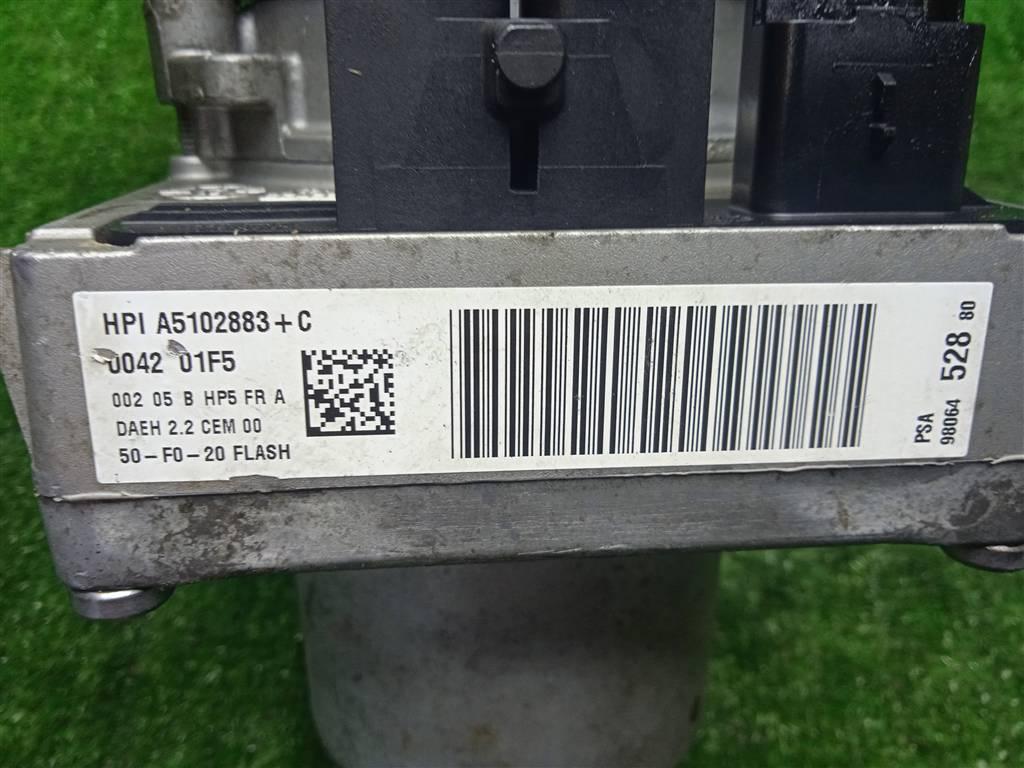 HPI A5102883+C
0042 01F5
002 05 B HP5 FR A
DAEH 2.2 CEM 00
50-F0-20 FLASH
PSA
98064 528 80